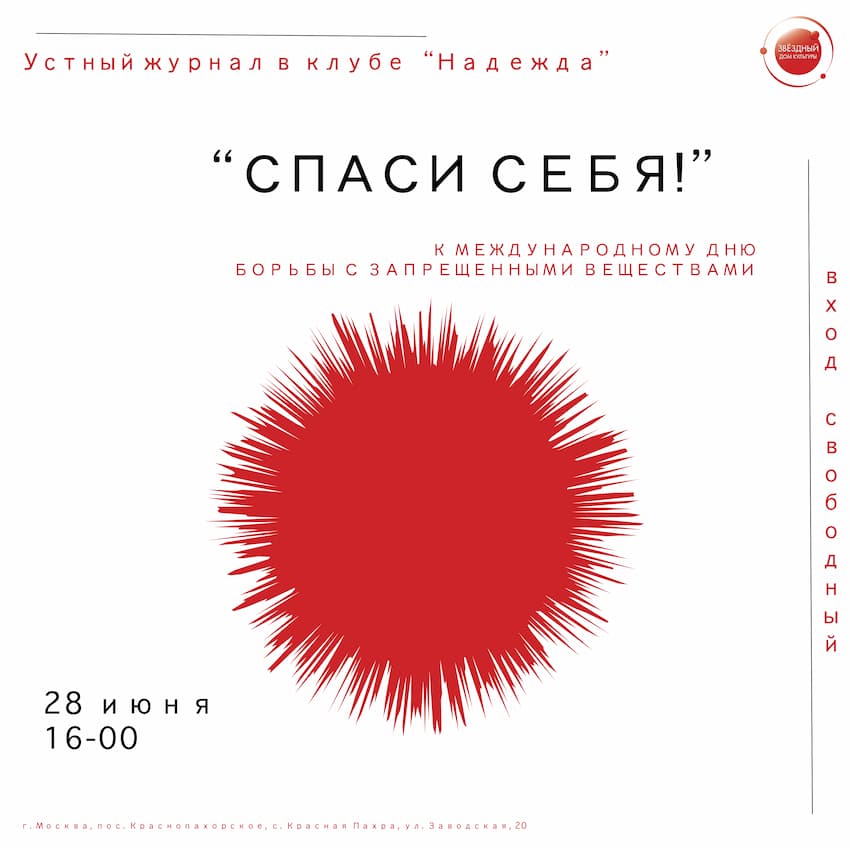 Устный журнал в клубе “Надежда”
ЗВЁЗДНЫЙ
ДОМ КУЛЬТУРЫ
“СПАСИ СЕБЯ!”
К МЕЖДУНАРОДНОМУ ДНЮ
БОРЬБЫ С ЗАПРЕЩЕННЫМИ ВЕЩЕСТВАМИ
вход свободный
28 июня
16-00
г. Москва, пос. Краснопахорское, с. Красная Пахра, ул. Заводская, 20